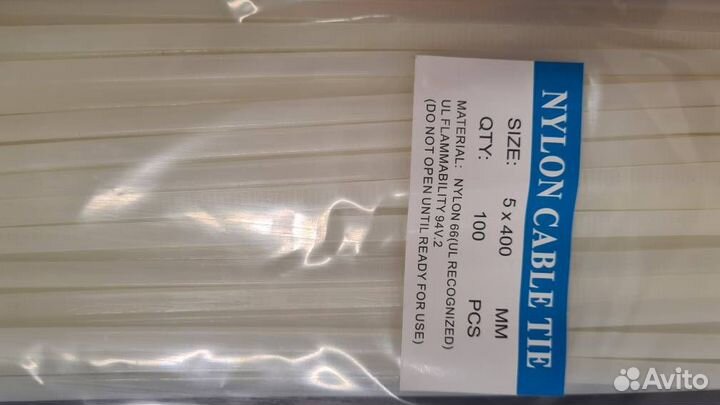 NYLON CABLE TIE
SIZE: 5 x 400 MM
QTY: 100 PCS
MATERIAL: NYLON 66(UL RECOGNIZED)
UL FLAMMABILITY 94V.2
(DO NOT OPEN UNTIL READY FOR USE)
Avito